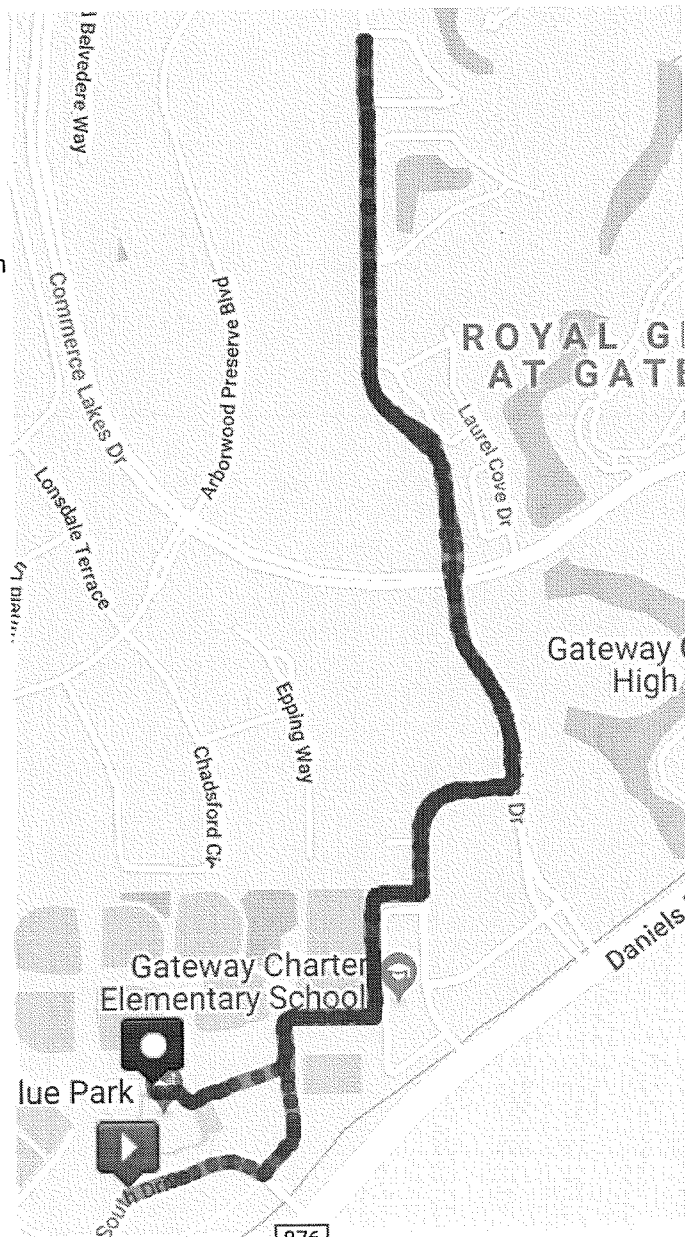 l Belvedere Way
n
Commerce Lakes Dr
Arborwood Preserve Blvd
ROYAL G
AT GATE
Laurel Cove Dr
Lonsdale Terrace
Gateway
High
Epping Way
Chadsford Cir
Dr
Daniels
Gateway Charter
Elementary School
lue Park
South Dr
876